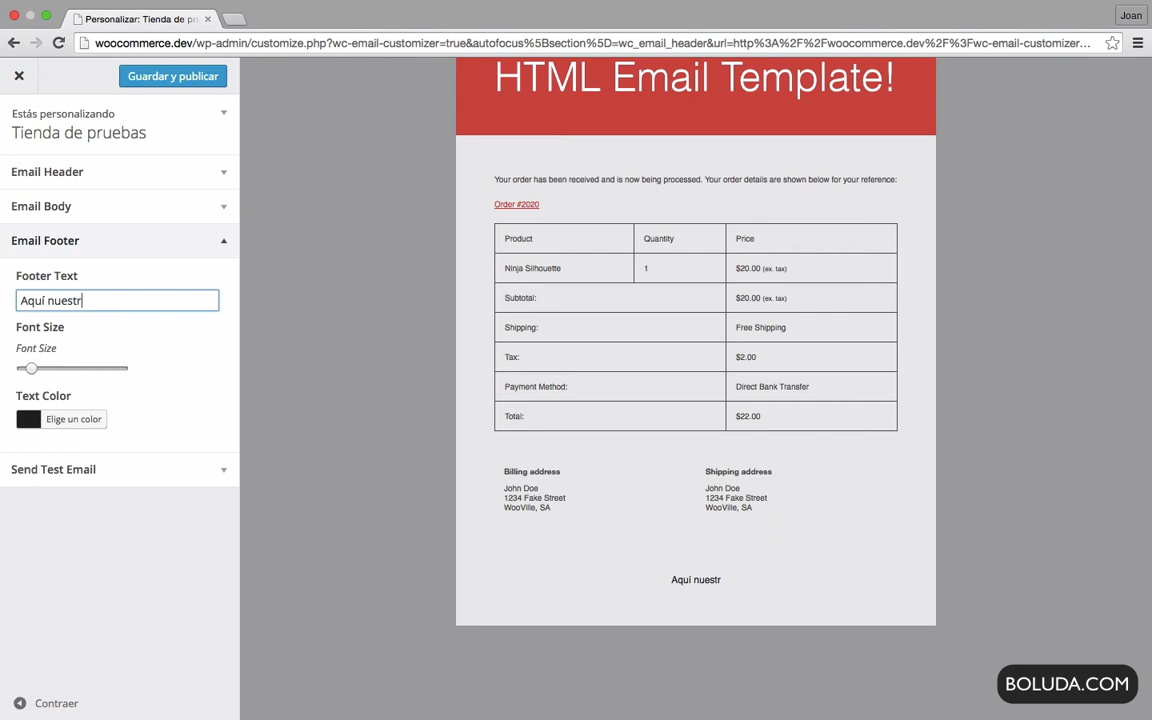 Personalizar: Tienda de pru
Joan
woocommerce.dev/wp-admin/customize.php?wc-email-customizer=true&autofocus%5Bsection%5D=wc_email_header&url=http%3A%2F%2Fwoocommerce.dev%2F%3Fwc-email-customizer...
Guardar y publicar
Estás personalizando
Tienda de pruebas
Email Header
Email Body
Email Footer
Footer Text
Aquí nuestr
Font Size
Font Size
Text Color
Elige un color
Send Test Email
Contraer
HTML Email Template!
Your order has been received and is now being processed. Your order details are shown below for your reference:
Order #2020
Product Quantity Price
Ninja Silhouette 1 $20.00 (ex. tax)
Subtotal: $20.00 (ex. tax)
Shipping: Free Shipping
Tax: $2.00
Payment Method: Direct Bank Transfer
Total: $22.00
Billing address Shipping address
John Doe John Doe
1234 Fake Street 1234 Fake Street
WooVille, SA WooVille, SA
Aquí nuestr
BOLUDA.COM